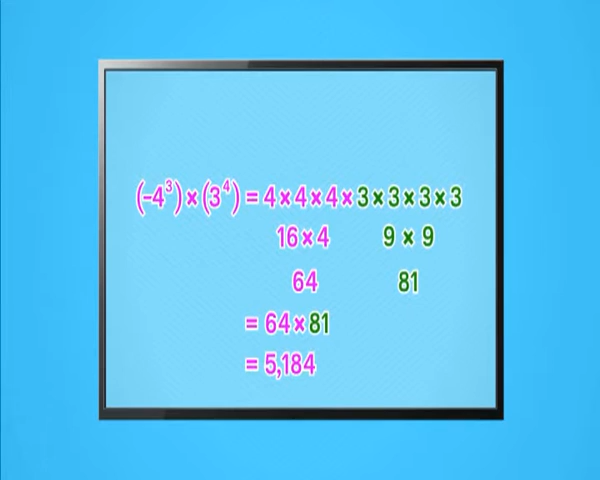 (-4³)×(3⁴) = 4×4×4×3×3×3×3
16×4 9 × 9
64 81
= 64×81
= 5,184